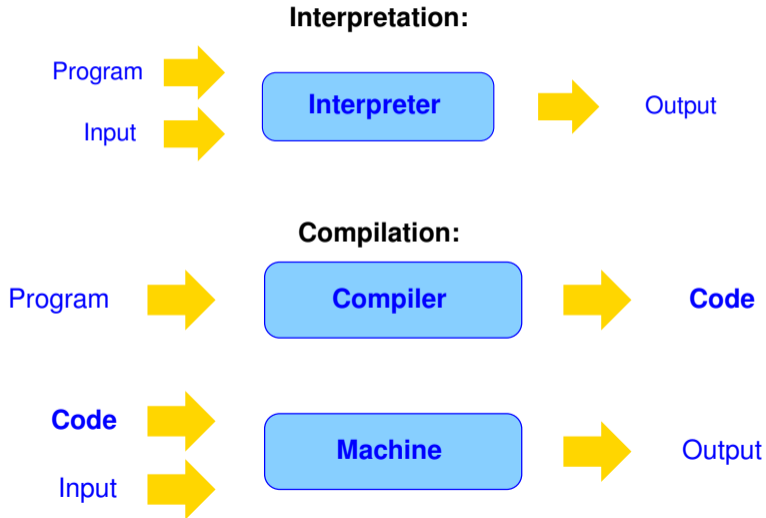 Interpretation:
Program
Interpreter
Output
Input
Compilation:
Program
Compiler
Code
Code
Machine
Output
Input